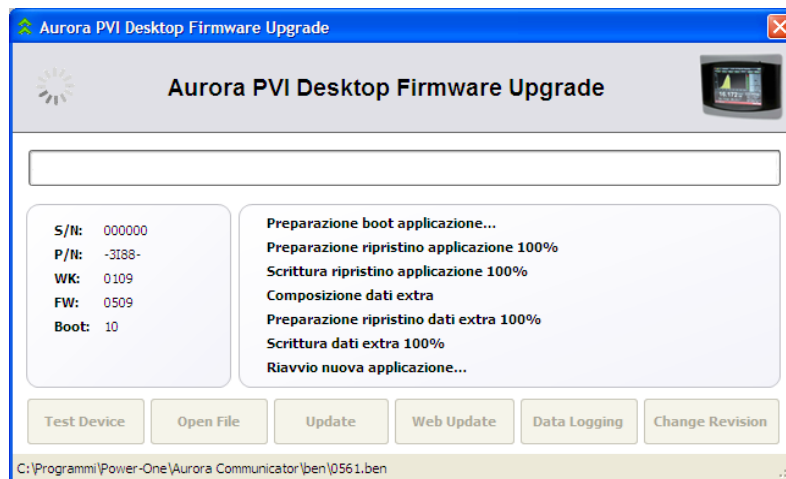 Aurora PVI Desktop Firmware Upgrade
Aurora PVI Desktop Firmware Upgrade
S/N: 000000
P/N: -3I88-
WK: 0109
FW: 0509
Boot: 10
Preparazione boot applicazione...
Preparazione ripristino applicazione 100%
Scrittura ripristino applicazione 100%
Composizione dati extra
Preparazione ripristino dati extra 100%
Scrittura dati extra 100%
Riavvio nuova applicazione...
Test Device Open File Update Web Update Data Logging Change Revision
C:\Programmi\Power-One\Aurora Communicator\ben\0561.ben